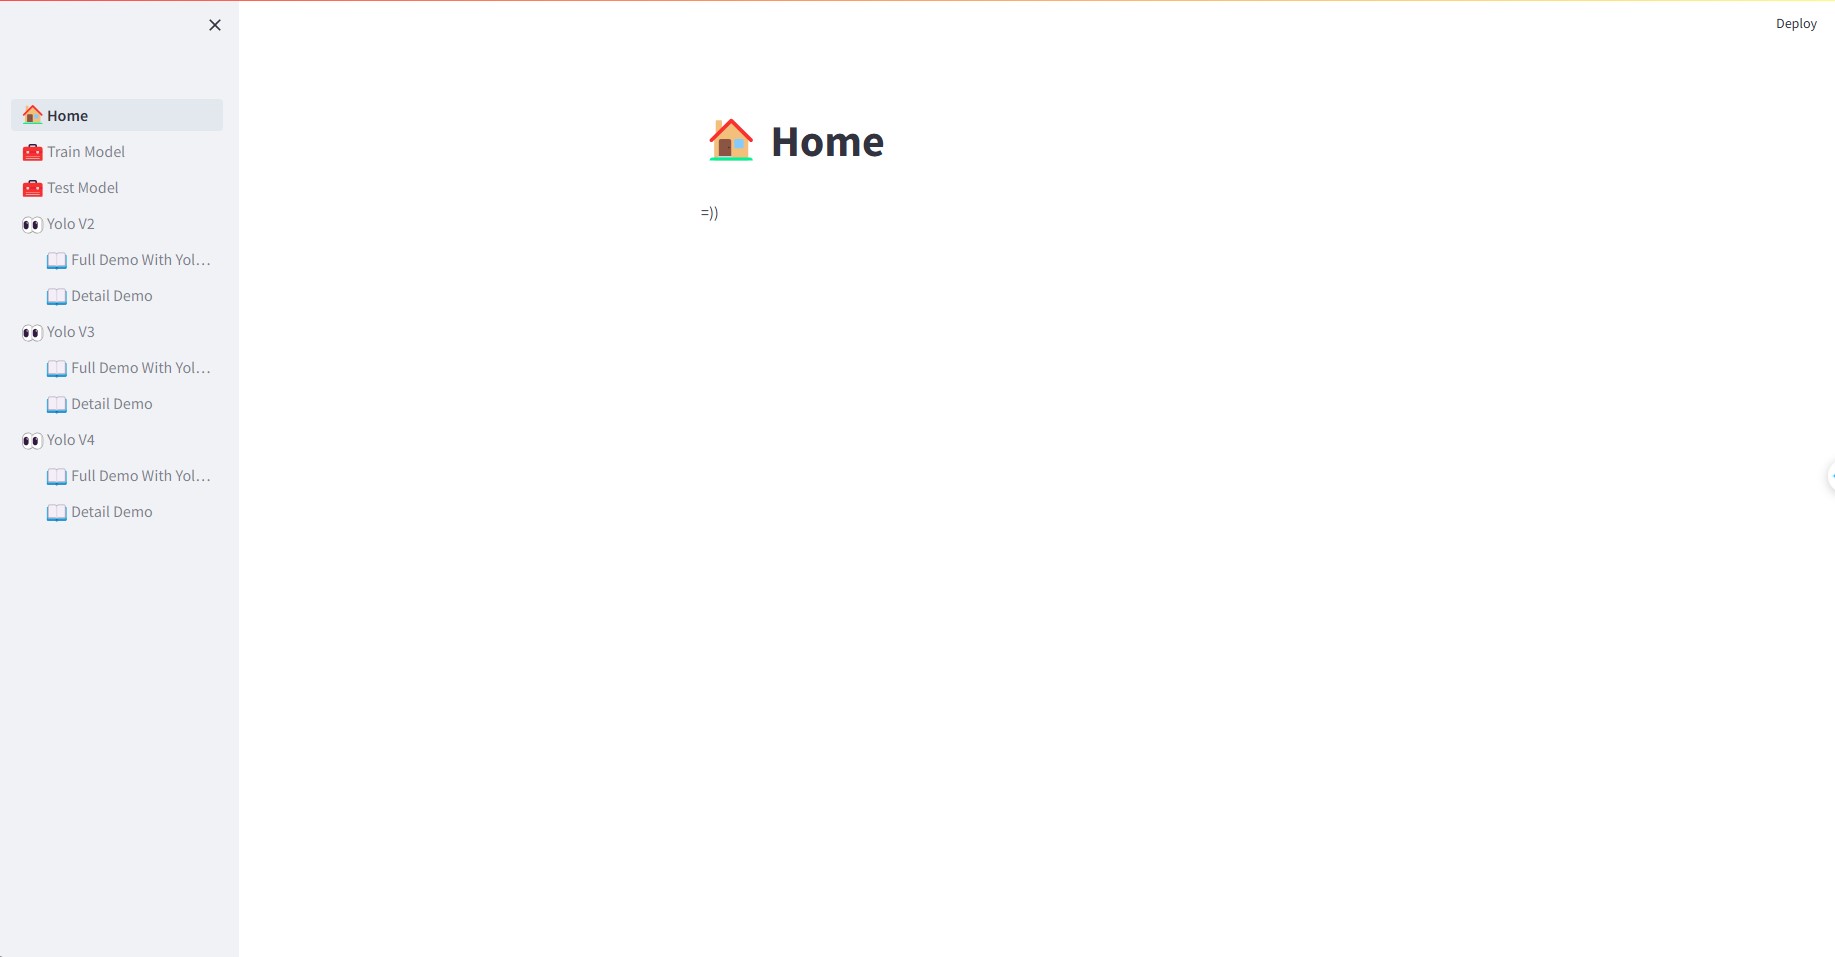 Deploy
Home
Train Model
Test Model
Yolo V2
Full Demo With Yol...
Detail Demo
Yolo V3
Full Demo With Yol...
Detail Demo
Yolo V4
Full Demo With Yol...
Detail Demo
Home
=))